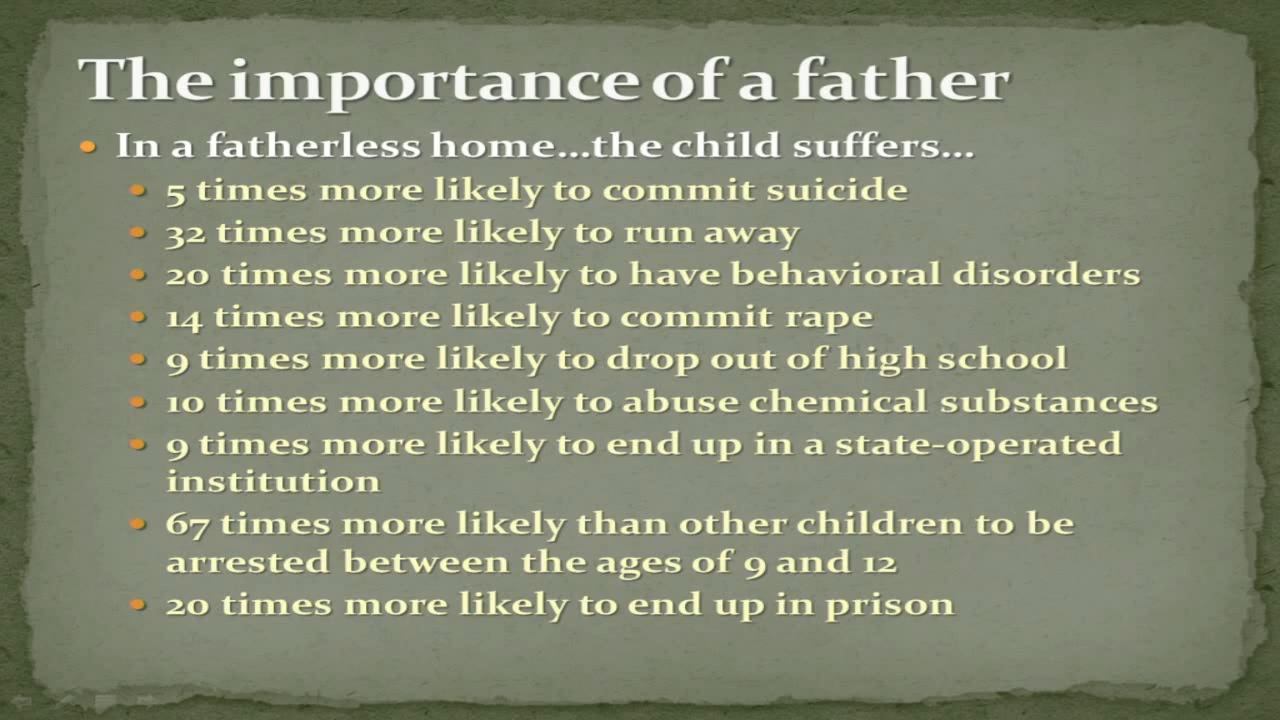 The importance of a father
• In a fatherless home...the child suffers...
• 5 times more likely to commit suicide
• 32 times more likely to run away
• 20 times more likely to have behavioral disorders
• 14 times more likely to commit rape
• 9 times more likely to drop out of high school
• 10 times more likely to abuse chemical substances
• 9 times more likely to end up in a state-operated
institution
• 67 times more likely than other children to be
arrested between the ages of 9 and 12
• 20 times more likely to end up in prison